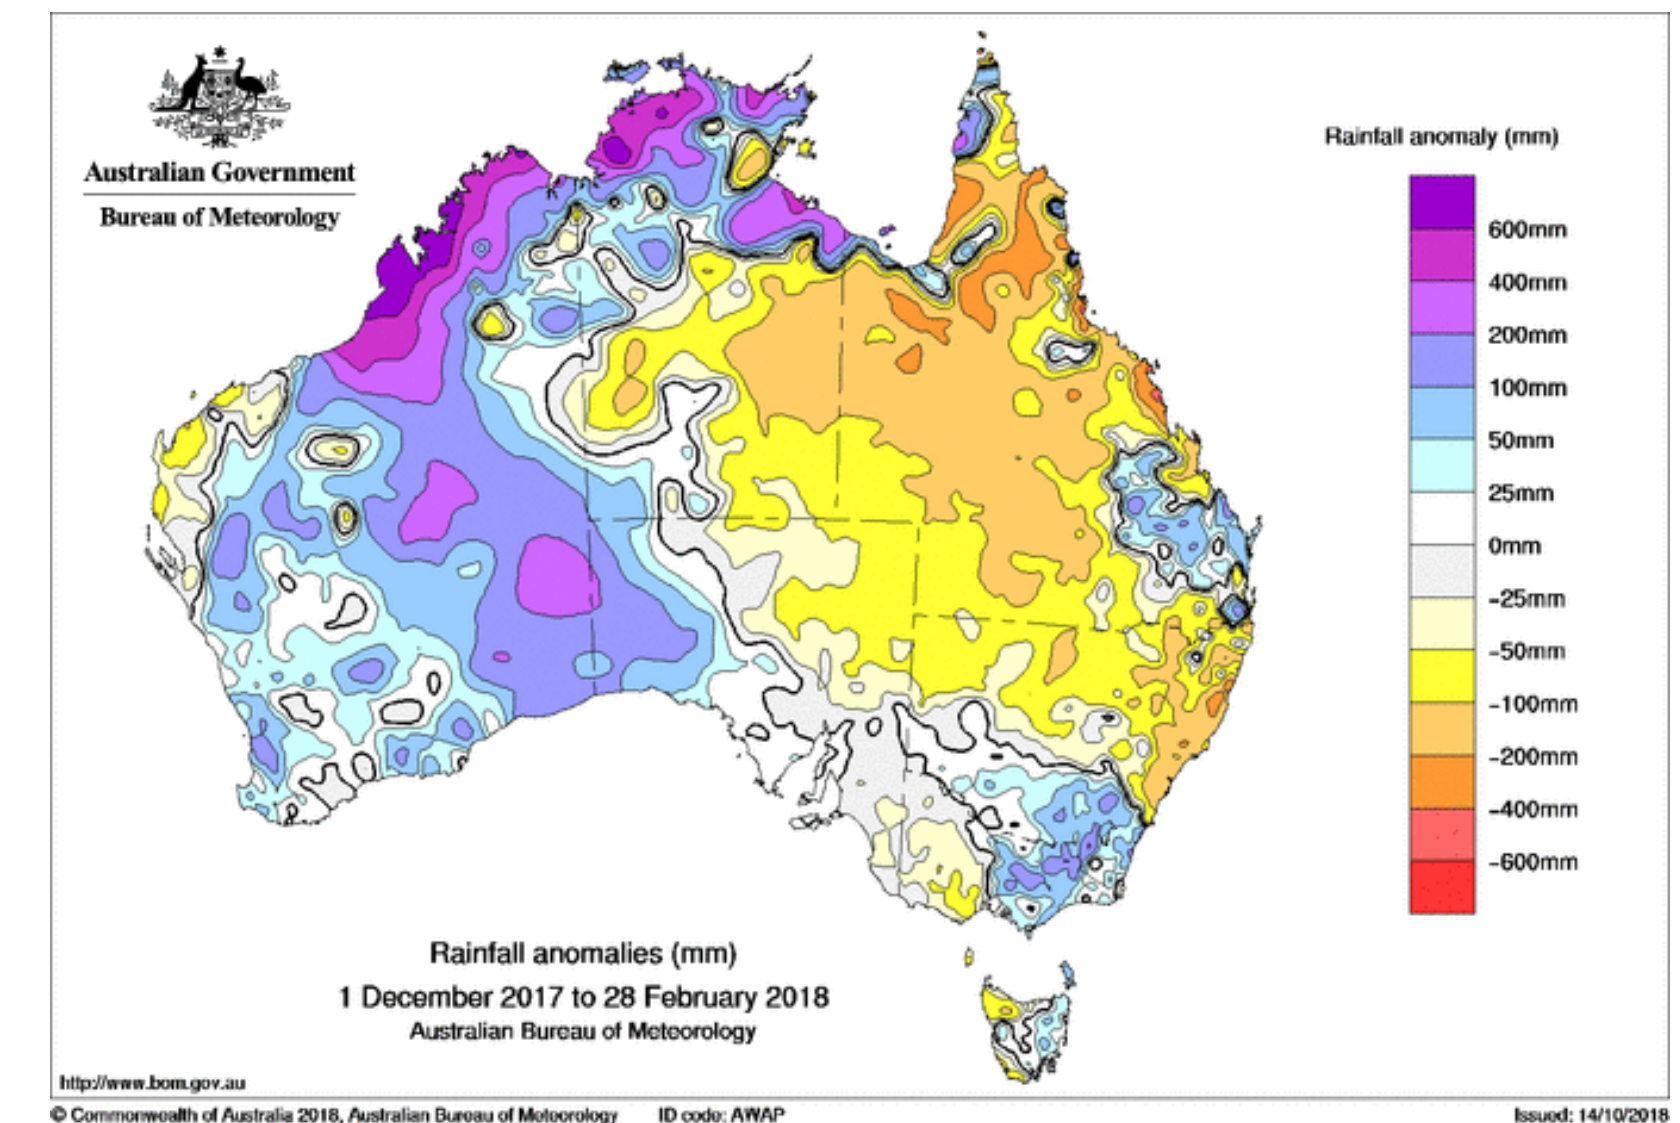 Australian Government
Bureau of Meteorology
Rainfall anomaly (mm)
600mm
400mm
200mm
100mm
50mm
25mm
0mm
-25mm
-50mm
-100mm
-200mm
-400mm
-600mm
Rainfall anomalies (mm)
1 December 2017 to 28 February 2018
Australian Bureau of Meteorology
http://www.bom.gov.au
© Commonwealth of Australia 2018, Australian Bureau of Meteorology ID code: AWAP Issued: 14/10/2018